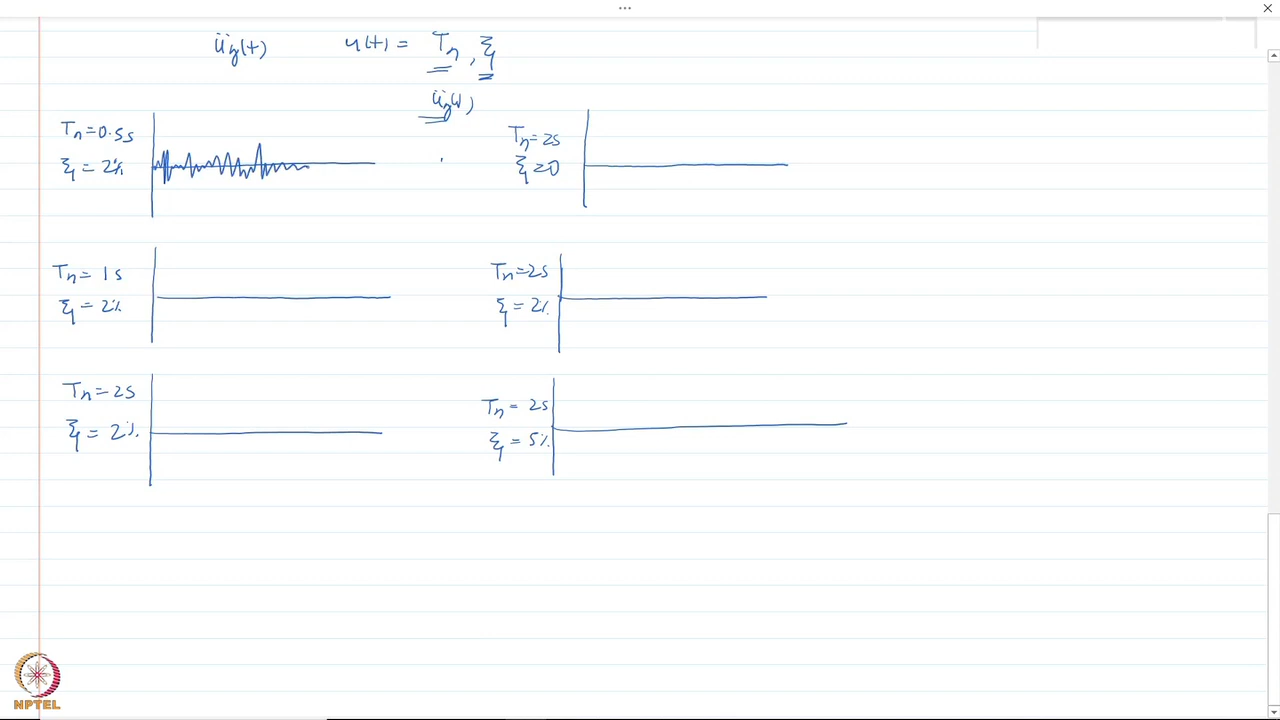 ...
üg(t) u(t) = Tn, ξ
üg(t)
Tn=0.5s
ξ = 2%
Tn=2s
ξ=0
Tn= 1s
ξ = 2%
Tn=2s
ξ = 2%
Tn=2s
ξ = 2%
Tn= 2s
ξ = 5%
NPTEL